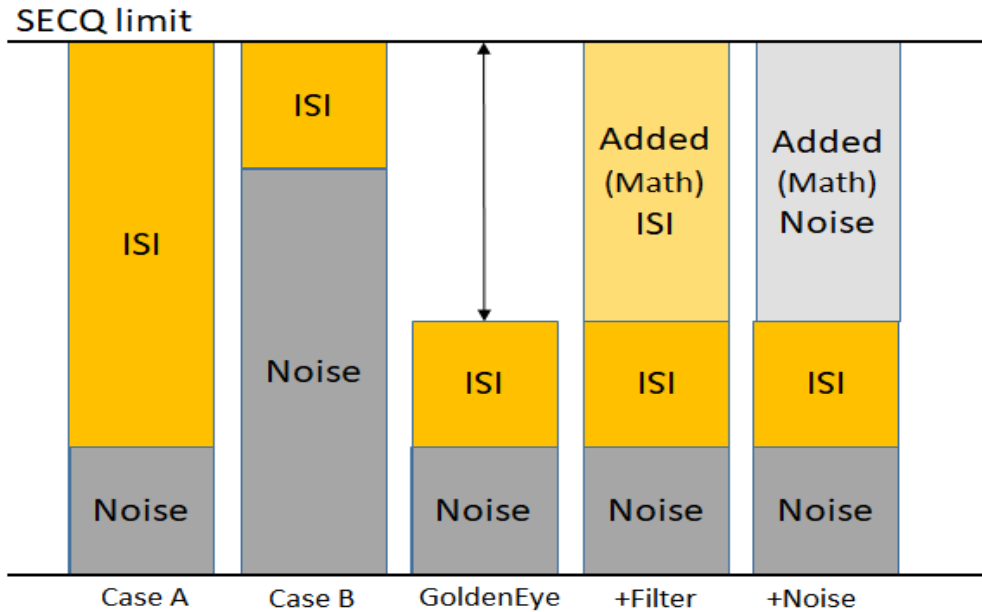 SECQ limit
ISI
Noise
Case A
ISI
Noise
Case B
ISI
Noise
GoldenEye
Added
(Math)
ISI
ISI
Noise
+Filter
Added
(Math)
Noise
ISI
Noise
+Noise